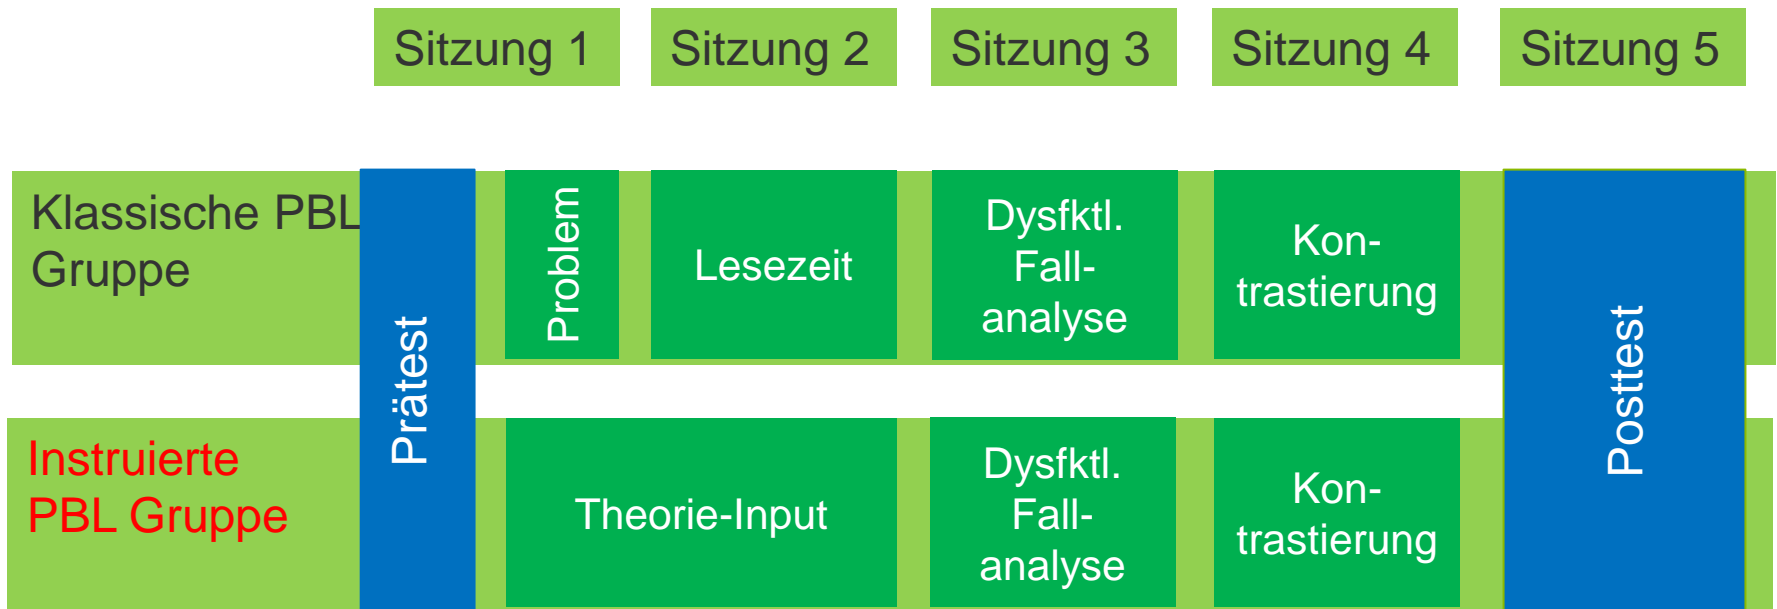 Sitzung 1
Sitzung 2
Sitzung 3
Sitzung 4
Sitzung 5
Klassische PBL
Gruppe
Prätest
Problem
Lesezeit
Dysfktl.
Fall-
analyse
Kon-
trastierung
Posttest
Instruierte
PBL Gruppe
Theorie-Input
Dysfktl.
Fall-
analyse
Kon-
trastierung